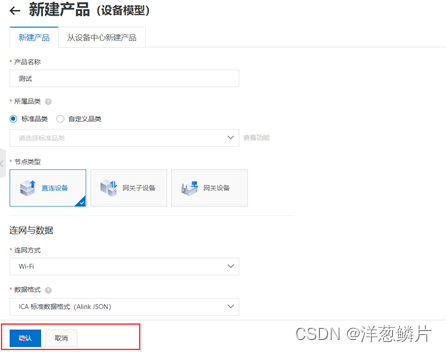 ← 新建产品（设备模型）
新建产品 从设备中心新建产品
* 产品名称
测试
* 所属品类 ?
标准品类 自定义品类
请选择标准品类 查看功能
* 节点类型
直连设备 网关子设备 网关设备
连网与数据
* 连网方式
Wi-Fi
* 数据格式 ?
ICA 标准数据格式（Alink JSON）
确认 取消
CSDN @洋葱鳞片